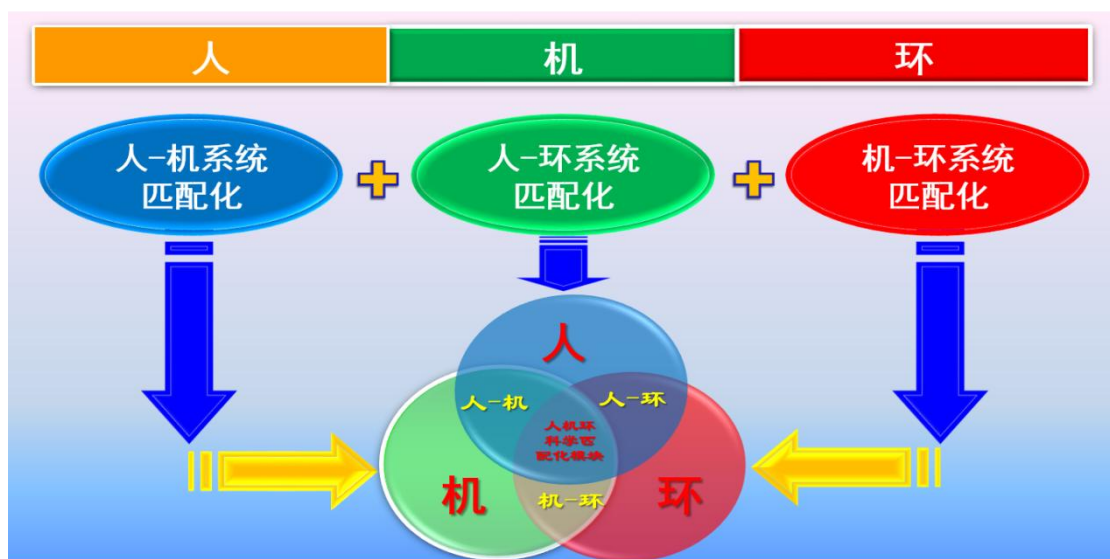 人
机
环
人-机系统
匹配化
人-环系统
匹配化
机-环系统
匹配化
人
人-机
人-环
人机环
科学匹
配化模块
机
机-环
环